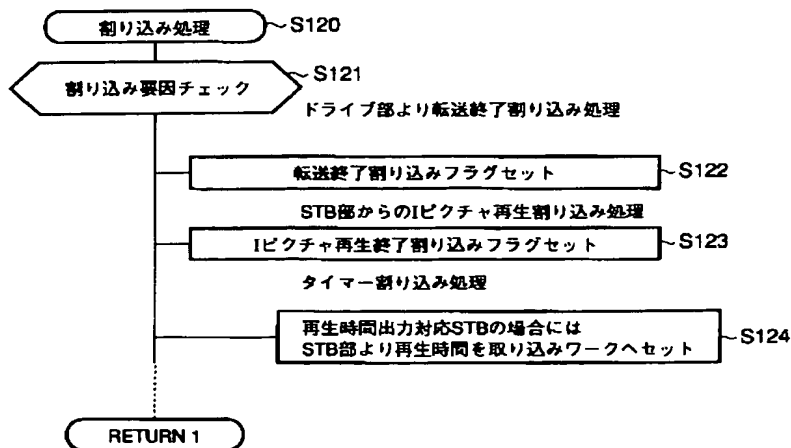 割り込み処理
S120
割り込み要因チェック
S121
ドライブ部より転送終了割り込み処理
転送終了割り込みフラグセット
S122
STB部からのIピクチャ再生割り込み処理
Iピクチャ再生終了割り込みフラグセット
S123
タイマー割り込み処理
再生時間出力対応STBの場合には
STB部より再生時間を取り込みワークへセット
S124
RETURN 1